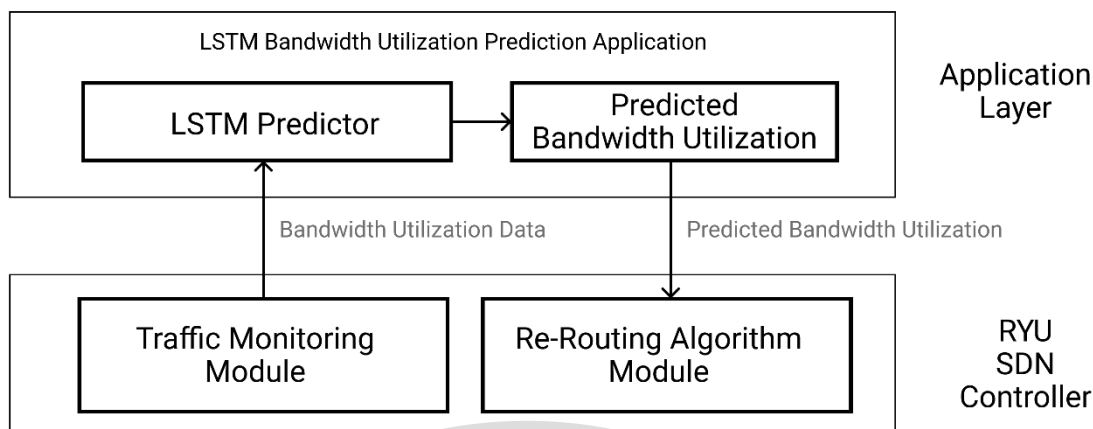 LSTM Bandwidth Utilization Prediction Application
LSTM Predictor
Predicted
Bandwidth Utilization
Application
Layer
Bandwidth Utilization Data
Predicted Bandwidth Utilization
Traffic Monitoring
Module
Re-Routing Algorithm
Module
RYU
SDN
Controller